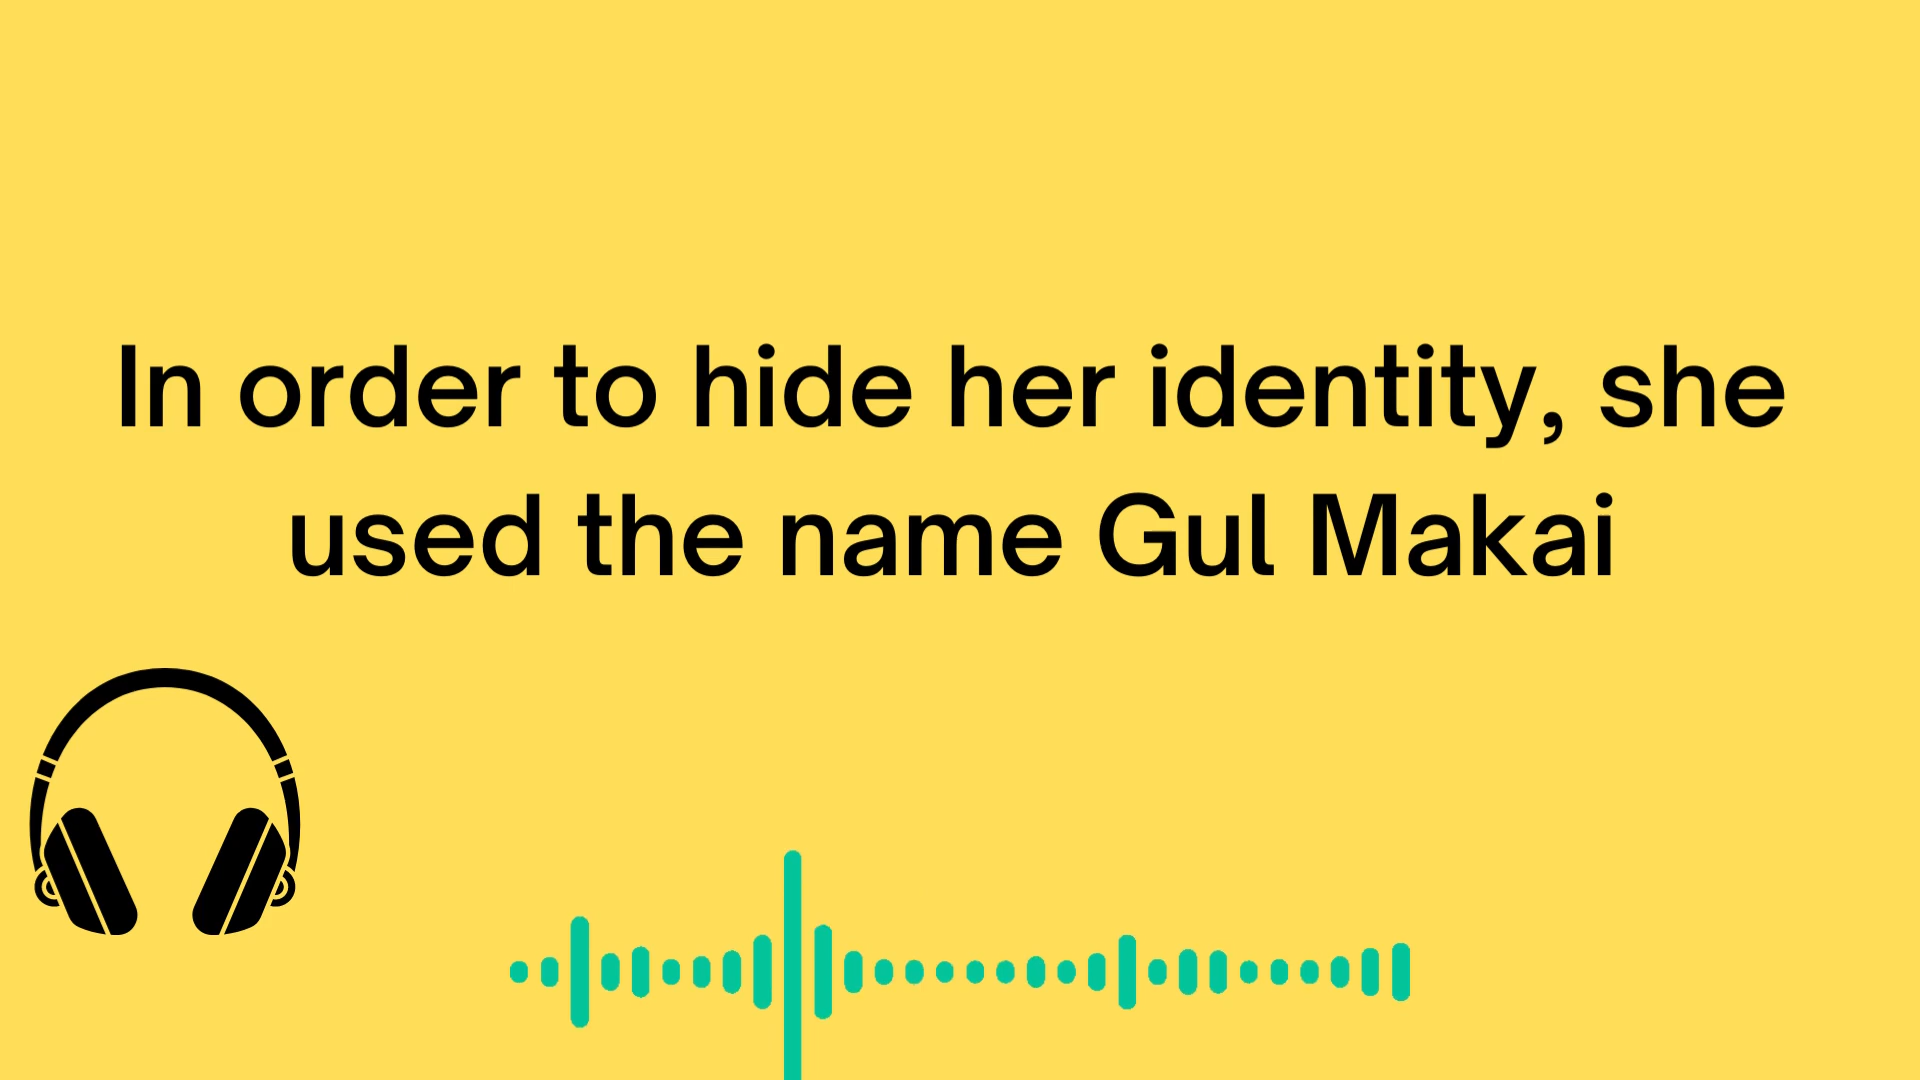 In order to hide her identity, she
used the name Gul Makai